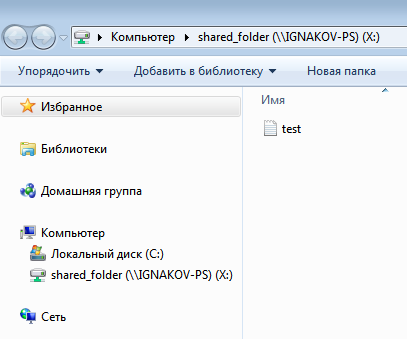 Компьютер ▸ shared_folder (\\IGNAKOV-PS) (X:)
Упорядочить Добавить в библиотеку Новая папка
Избранное
Библиотеки
Домашняя группа
Компьютер
Локальный диск (C:)
shared_folder (\\IGNAKOV-PS) (X:)
Сеть
Имя
test